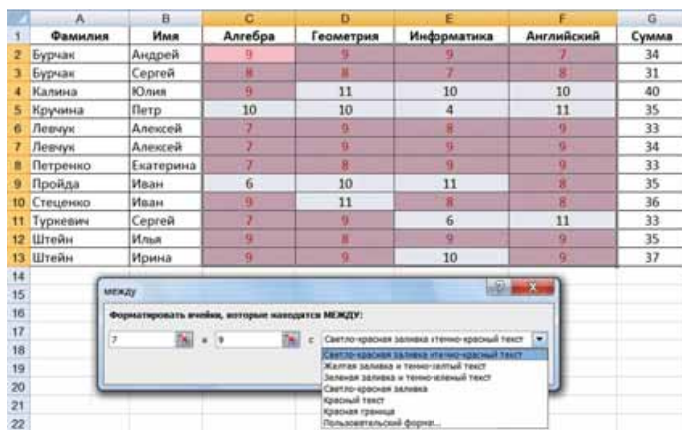 A B C D E F G
1 Фамилия Имя Алгебра Геометрия Информатика Английский Сумма
2 Бурчак Андрей 9 9 9 7 34
3 Бурчак Сергей 8 8 7 8 31
4 Калина Юлия 9 11 10 10 40
5 Кручина Петр 10 10 4 11 35
6 Левчук Алексей 7 9 8 9 33
7 Левчук Алексей 7 9 9 9 34
8 Петренко Екатерина 7 8 9 9 33
9 Пройда Иван 6 10 11 8 35
10 Стеценко Иван 9 11 8 8 36
11 Туркевич Сергей 7 9 6 11 33
12 Штейн Илья 9 8 9 9 35
13 Штейн Ирина 9 9 10 9 37
14
15
16
17
18
19
20
21
22
между
Форматировать ячейки, которые находятся МЕЖДУ:
7 и 9 с Светло-красная заливка и темно-красный текст
Светло-красная заливка и темно-красный текст
Желтая заливка и темно-желтый текст
Зеленая заливка и темно-зеленый текст
Светло-красная заливка
Красный текст
Красная граница
Пользовательский формат...